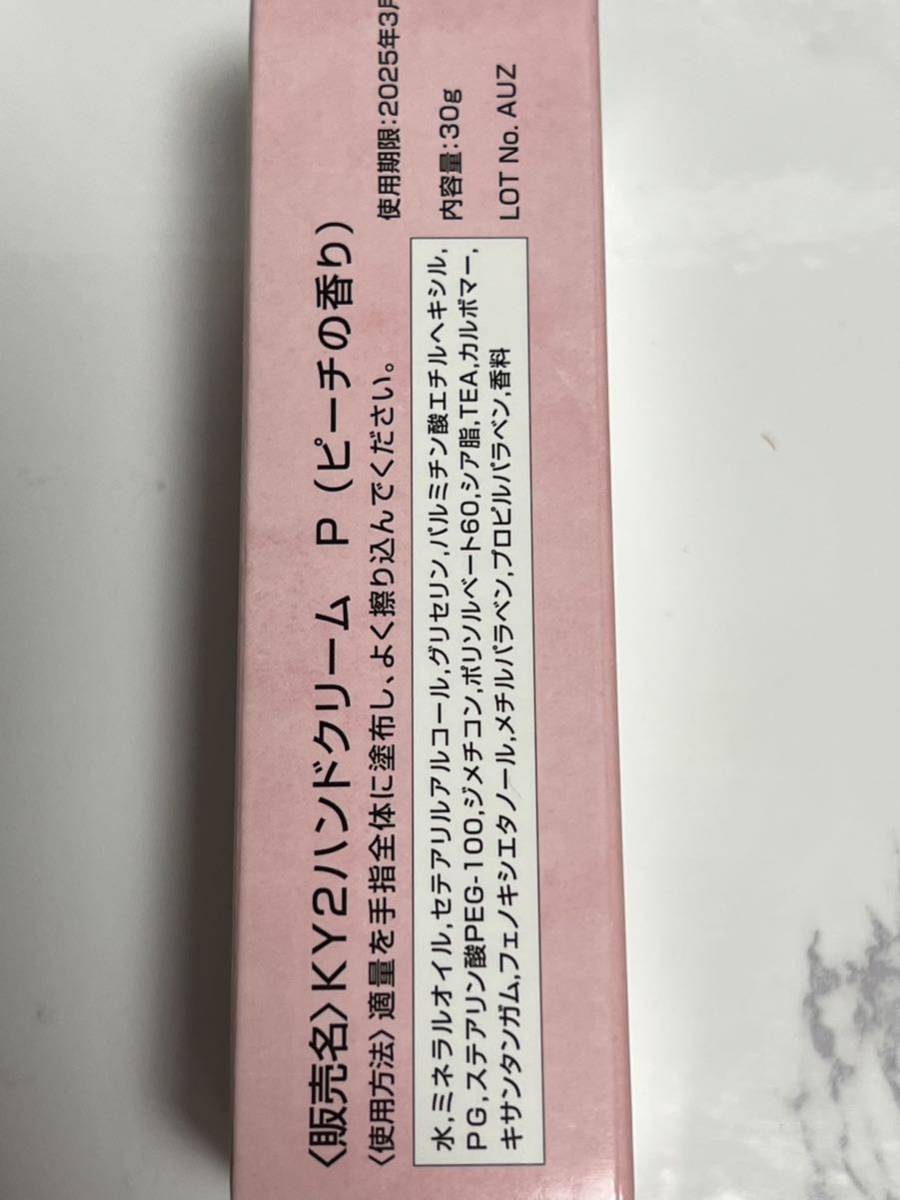 〈販売名〉KY2ハンドクリーム P(ピーチの香り)
〈使用方法〉適量を手指全体に塗布し、よく擦り込んでください。
使用期限:2025年3月
内容量:30g
LOT No. AUZ
水,ミネラルオイル,セテアリルアルコール,グリセリン,パルミチン酸エチルヘキシル,
PG,ステアリン酸PEG-100,ジメチコン,ポリソルベート60,シア脂,TEA,カルボマー,
キサンタンガム,フェノキシエタノール,メチルパラベン,プロピルパラベン,香料